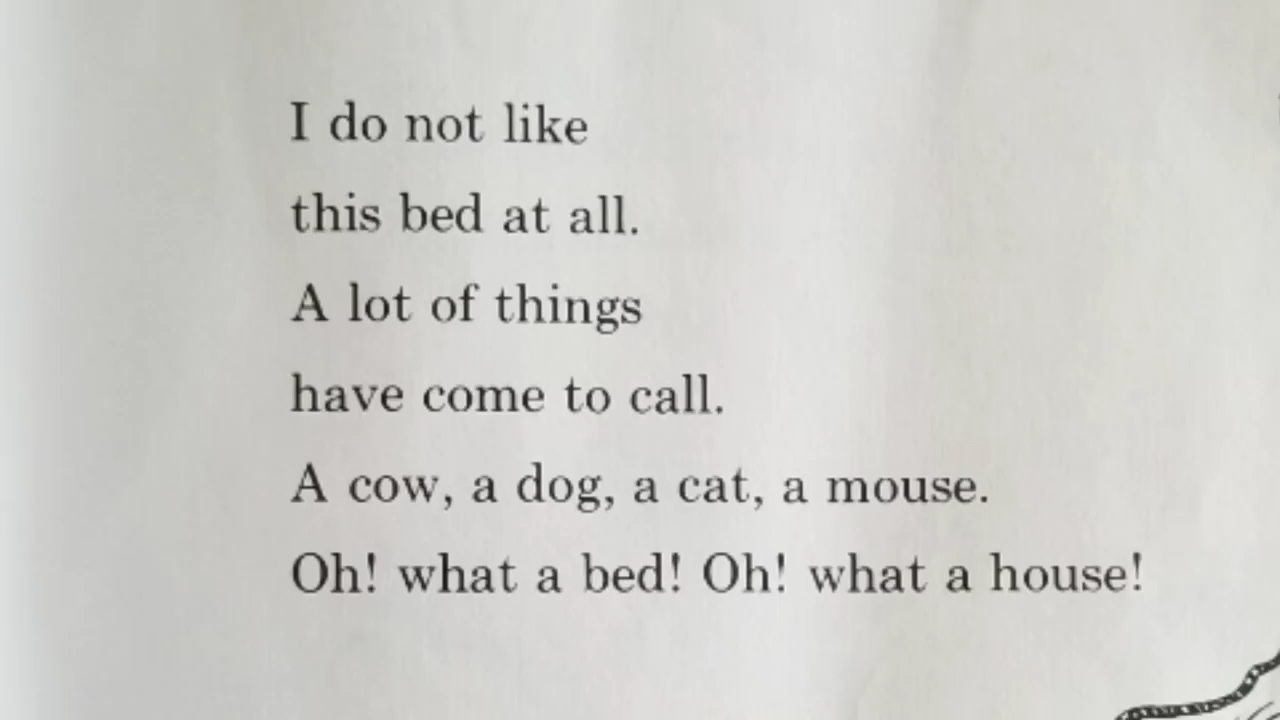 I do not like
this bed at all.
A lot of things
have come to call.
A cow, a dog, a cat, a mouse.
Oh! what a bed! Oh! what a house!